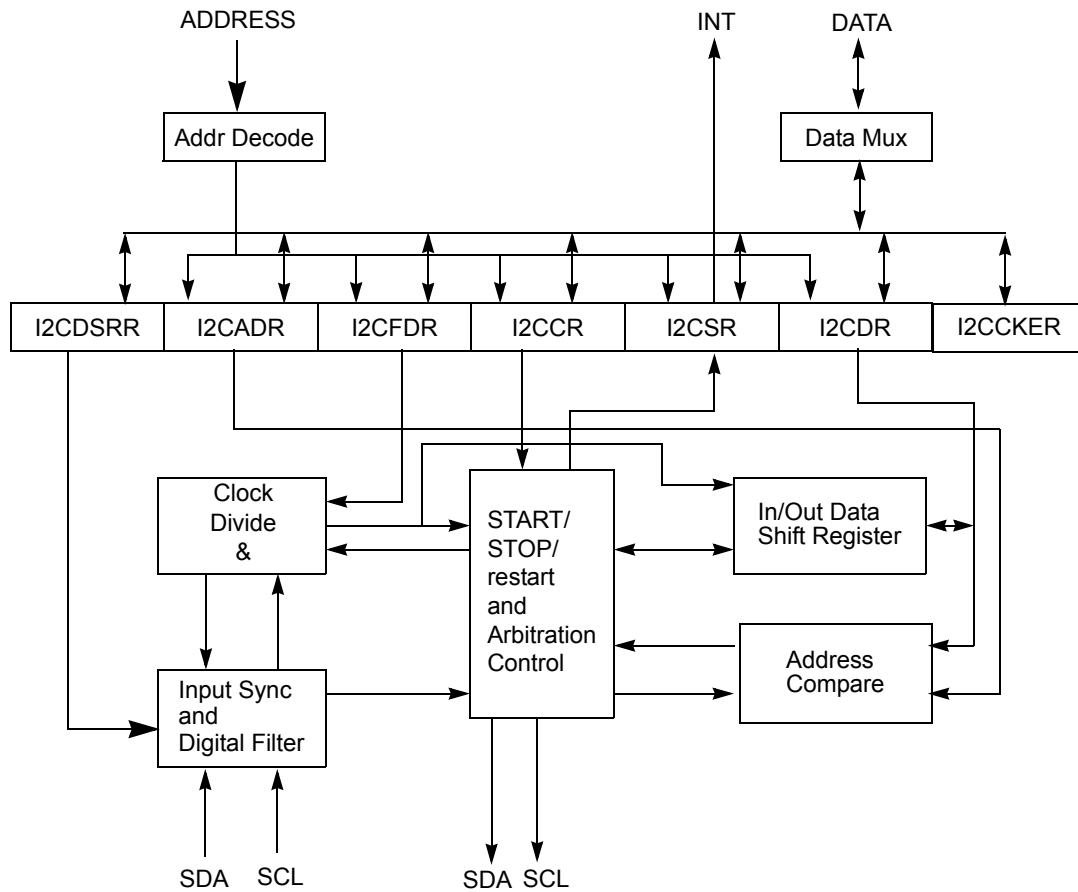 ADDRESS
INT
DATA
Addr Decode
Data Mux
I2CDSRR
I2CADR
I2CFDR
I2CCR
I2CSR
I2CDR
I2CCKER
Clock
Divide
&
START/
STOP/
restart
and
Arbitration
Control
In/Out Data
Shift Register
Input Sync
and
Digital Filter
Address
Compare
SDA
SCL
SDA
SCL